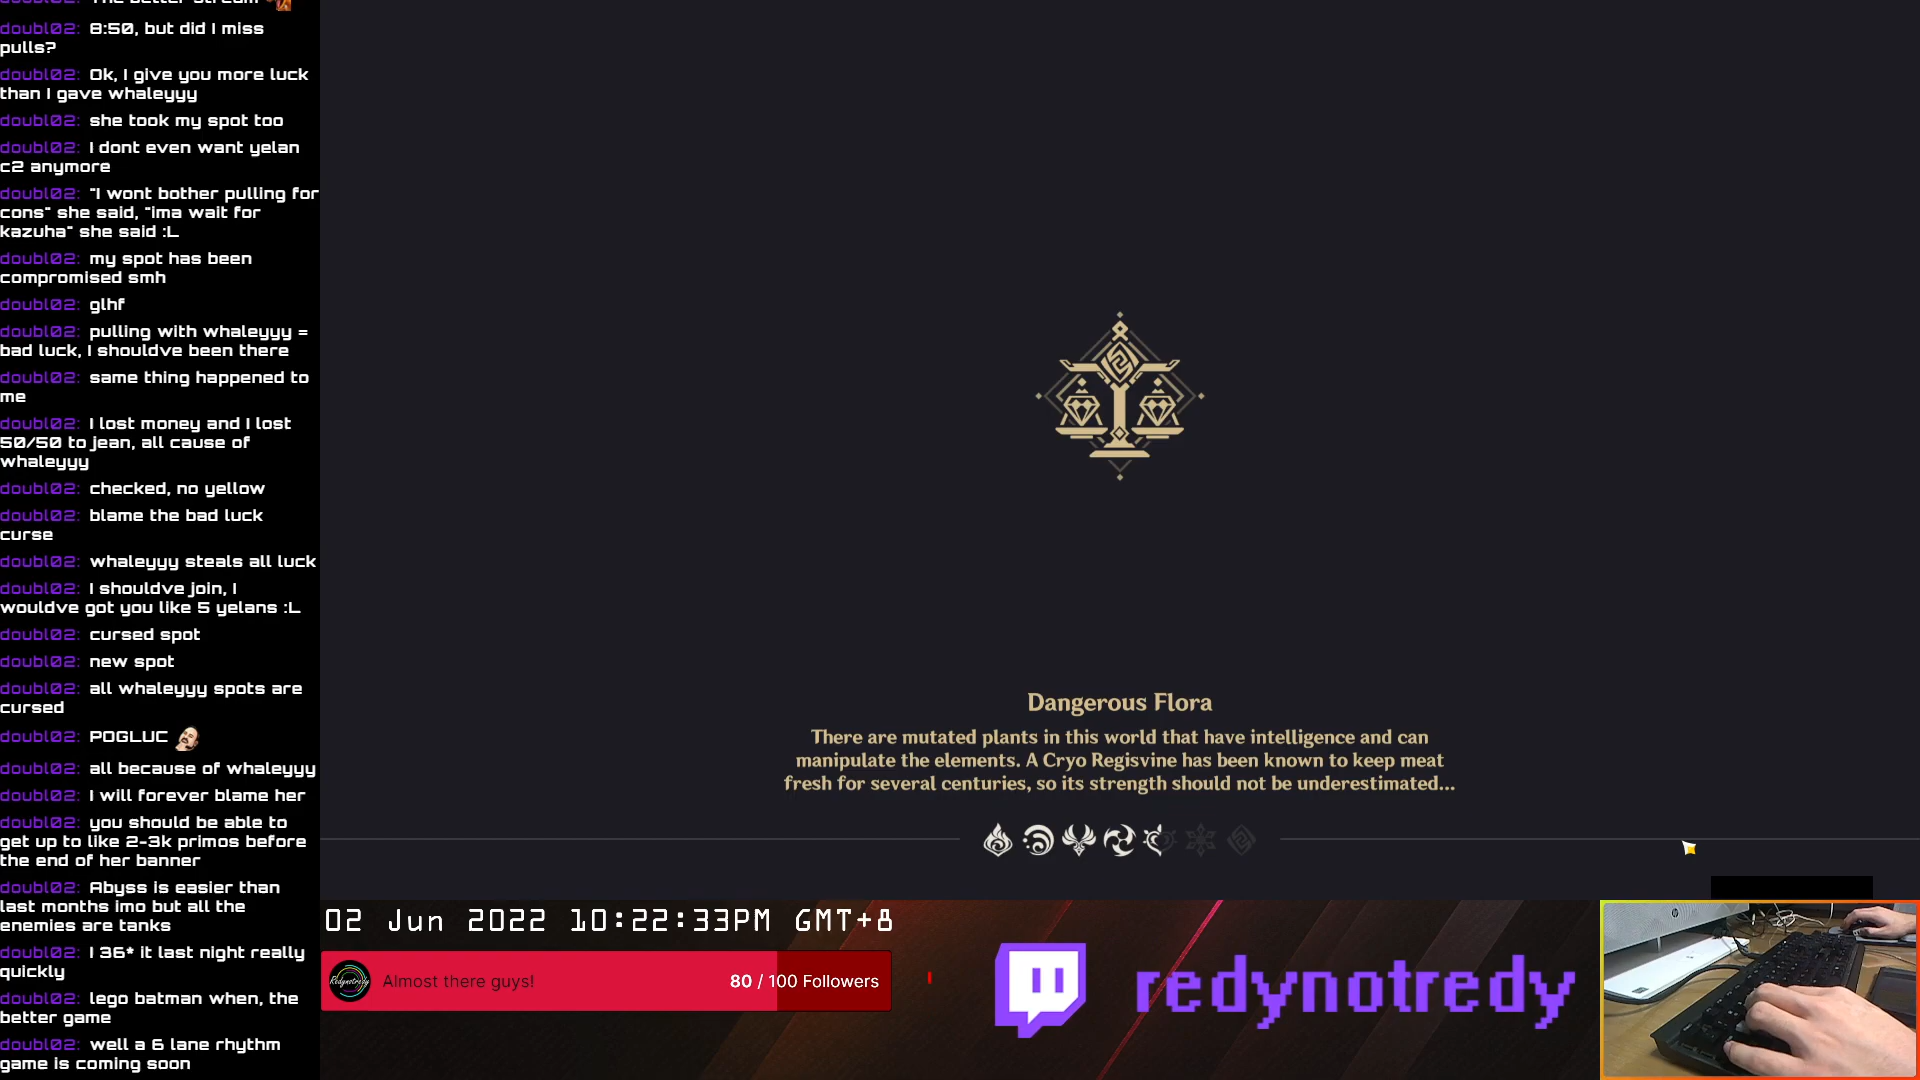 doubl02: The better stream
doubl02: 8:50, but did I miss
pulls?
doubl02: Ok, I give you more luck
than I gave whaleyyy
doubl02: she took my spot too
doubl02: I dont even want yelan
c2 anymore
doubl02: "I wont bother pulling for
cons" she said, "ima wait for
kazuha" she said :L
doubl02: my spot has been
compromised smh
doubl02: glhf
doubl02: pulling with whaleyyy =
bad luck, I shouldve been there
doubl02: same thing happened to
me
doubl02: I lost money and I lost
50/50 to jean, all cause of
whaleyyy
doubl02: checked, no yellow
doubl02: blame the bad luck
curse
doubl02: whaleyyy steals all luck
doubl02: I shouldve join, I
wouldve got you like 5 yelans :L
doubl02: cursed spot
doubl02: new spot
doubl02: all whaleyyy spots are
cursed
doubl02: POGLUC
doubl02: all because of whaleyyy
doubl02: I will forever blame her
doubl02: you should be able to
get up to like 2-3k primos before
the end of her banner
doubl02: Abyss is easier than
last months imo but all the
enemies are tanks
doubl02: I 36* it last night really
quickly
doubl02: lego batman when, the
better game
doubl02: well a 6 lane rhythm
game is coming soon
Dangerous Flora
There are mutated plants in this world that have intelligence and can
manipulate the elements. A Cryo Regisvine has been known to keep meat
fresh for several centuries, so its strength should not be underestimated...
02 Jun 2022 10:22:33PM GMT+8
Redynotredy
Almost there guys!
80 / 100 Followers
redynotredy
hp